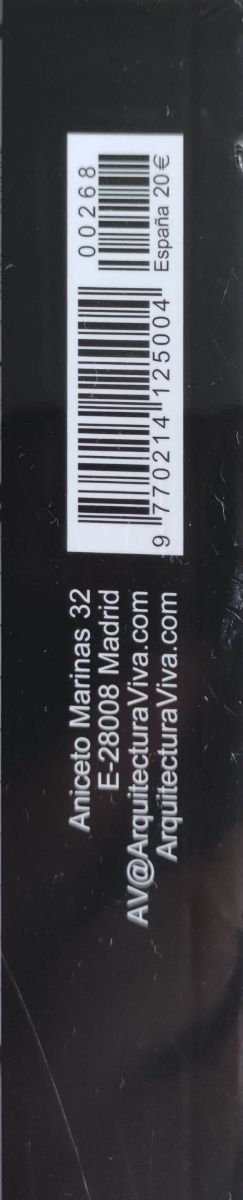 Aniceto Marinas 32
E-28008 Madrid
AV@ArquitecturaViva.com
ArquitecturaViva.com
9 770214 125004
00268
España 20 €